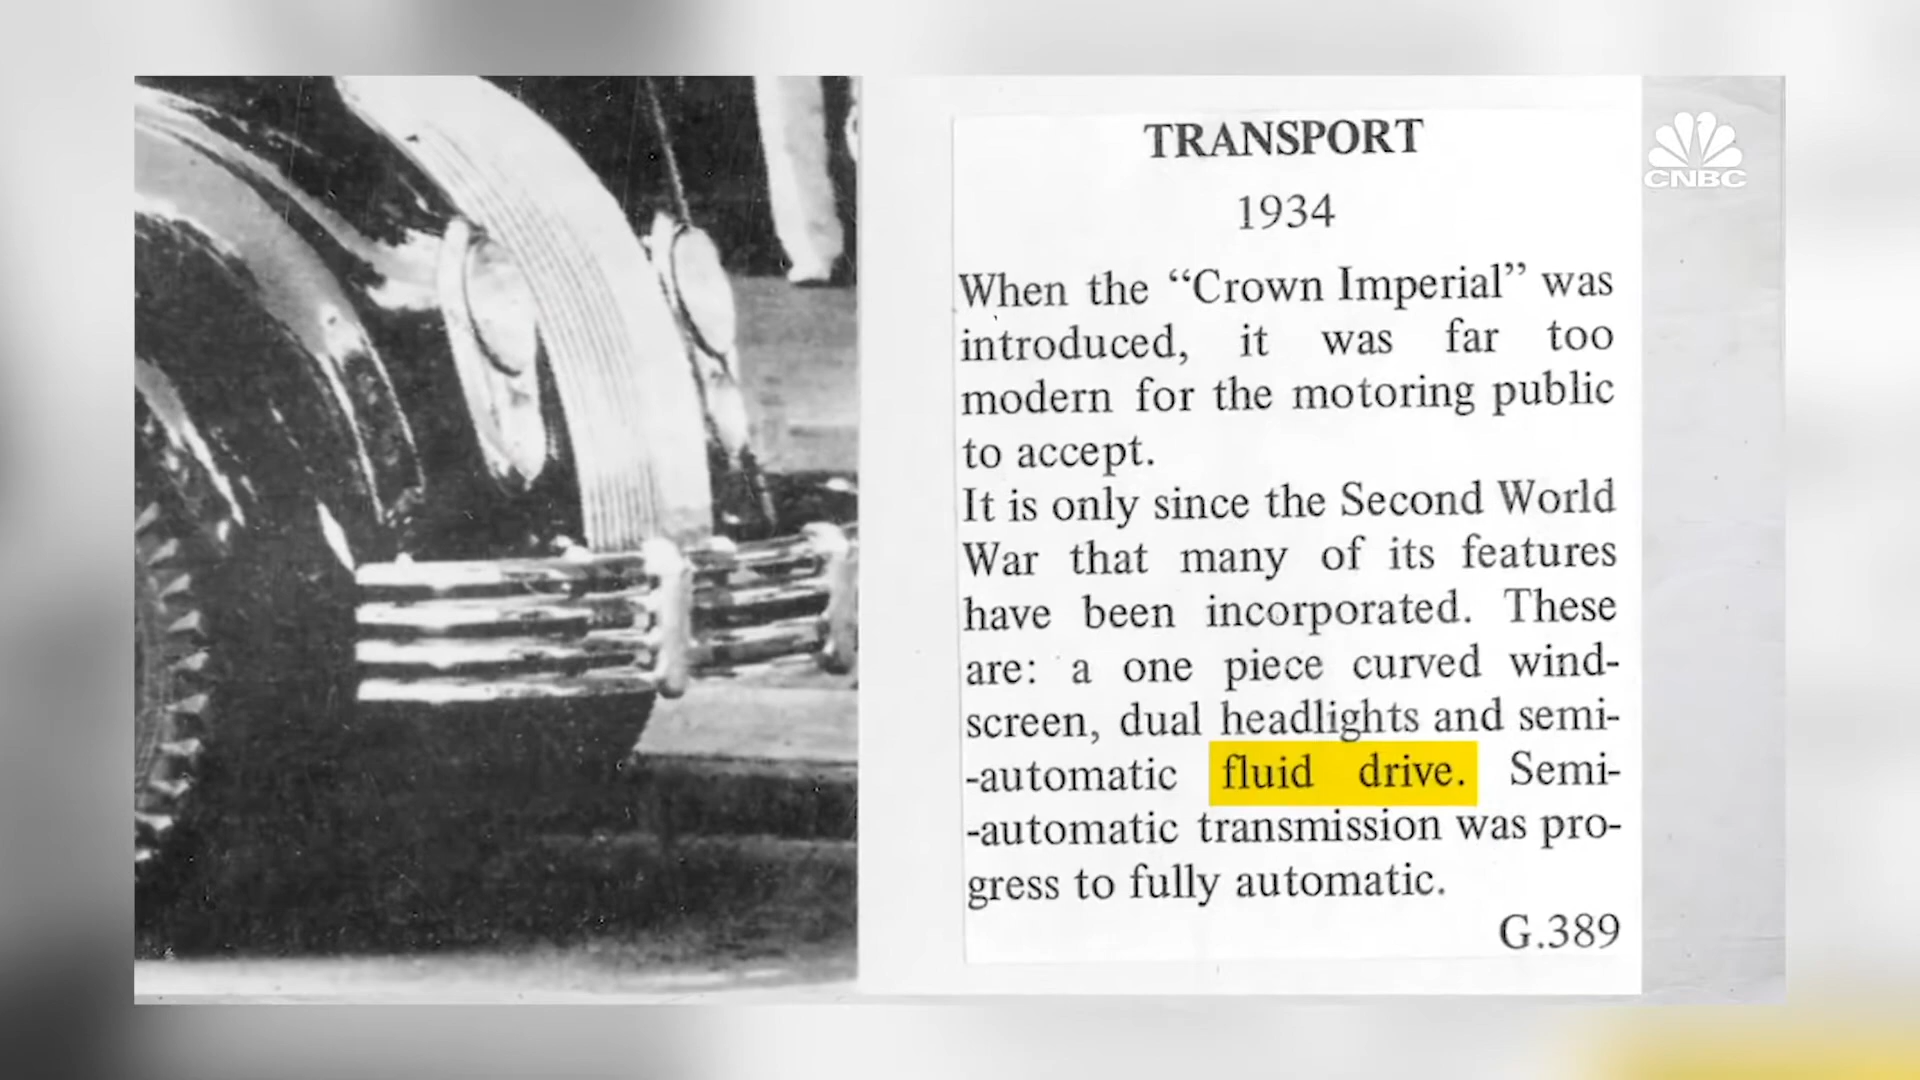 TRANSPORT
1934
When the “Crown Imperial” was
introduced, it was far too
modern for the motoring public
to accept.
It is only since the Second World
War that many of its features
have been incorporated. These
are: a one piece curved wind-
screen, dual headlights and semi-
-automatic fluid drive. Semi-
-automatic transmission was pro-
gress to fully automatic.
G.389
CNBC